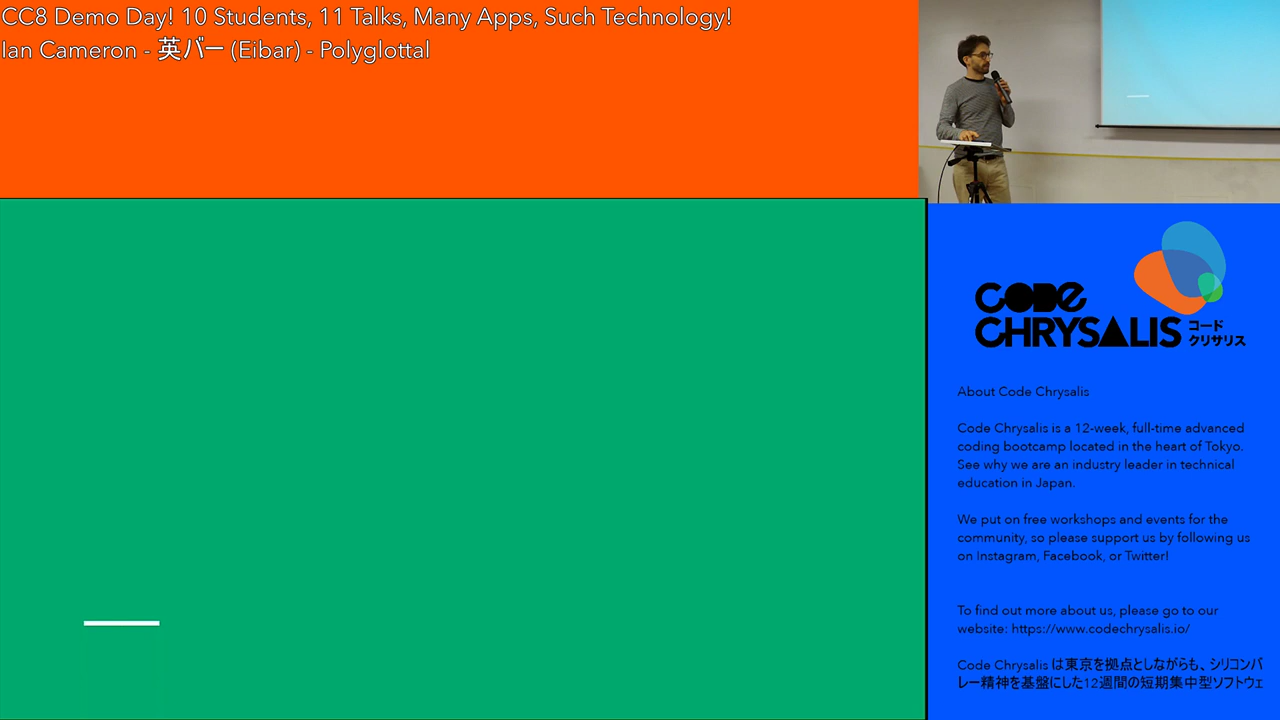 CC8 Demo Day! 10 Students, 11 Talks, Many Apps, Such Technology!
Ian Cameron - 英バー (Eibar) - Polyglottal
CODE
CHRYSALIS
コード
クリサリス
About Code Chrysalis
Code Chrysalis is a 12-week, full-time advanced
coding bootcamp located in the heart of Tokyo.
See why we are an industry leader in technical
education in Japan.
We put on free workshops and events for the
community, so please support us by following us
on Instagram, Facebook, or Twitter!
To find out more about us, please go to our
website: https://www.codechrysalis.io/
Code Chrysalis は東京を拠点としながらも、シリコンバ
レー精神を基盤にした12週間の短期集中型ソフトウェ